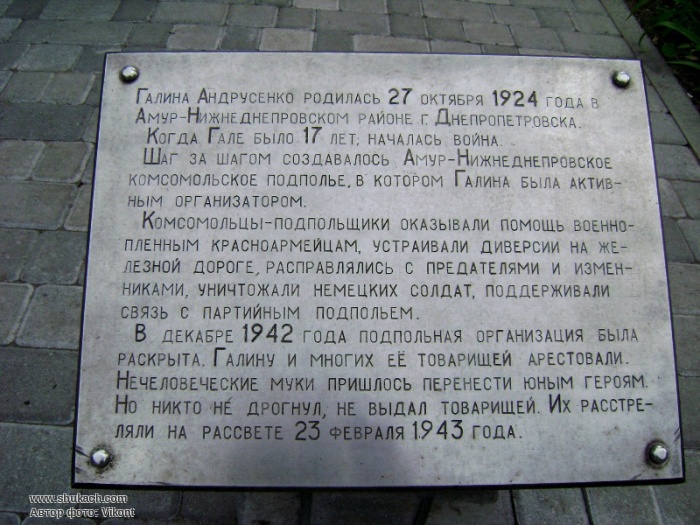 Галина Андрусенко родилась 27 октября 1924 года в
Амур-Нижнеднепровском районе г. Днепропетровска.
Когда Гале было 17 лет, началась война.
Шаг за шагом создавалось Амур-Нижнеднепровское
комсомольское подполье, в котором Галина была актив-
ным организатором.
Комсомольцы-подпольщики оказывали помощь военно-
пленным красноармейцам, устраивали диверсии на же-
лезной дороге, расправлялись с предателями и измен-
никами, уничтожали немецких солдат, поддерживали
связь с партийным подпольем.
В декабре 1942 года подпольная организация была
раскрыта. Галину и многих её товарищей арестовали.
Нечеловеческие муки пришлось перенести юным героям.
Но никто не дрогнул, не выдал товарищей. Их расстре-
ляли на рассвете 23 февраля 1943 года.
www.shukach.com
Автор фото: Vikont